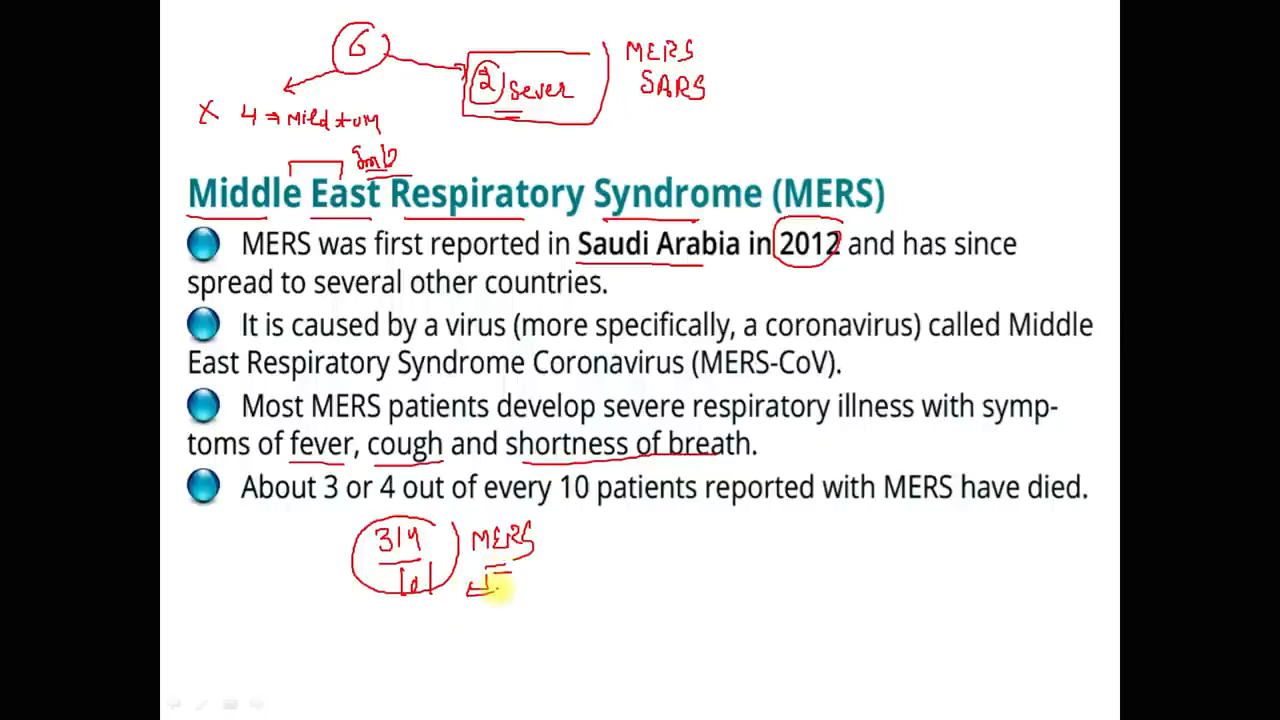 6
2 Sever
MERS
SARS
X 4 ⇒ Mild
Middle East Respiratory Syndrome (MERS)
MERS was first reported in Saudi Arabia in 2012 and has since
spread to several other countries.
It is caused by a virus (more specifically, a coronavirus) called Middle
East Respiratory Syndrome Coronavirus (MERS-CoV).
Most MERS patients develop severe respiratory illness with symp-
toms of fever, cough and shortness of breath.
About 3 or 4 out of every 10 patients reported with MERS have died.
3/4 MERS
10